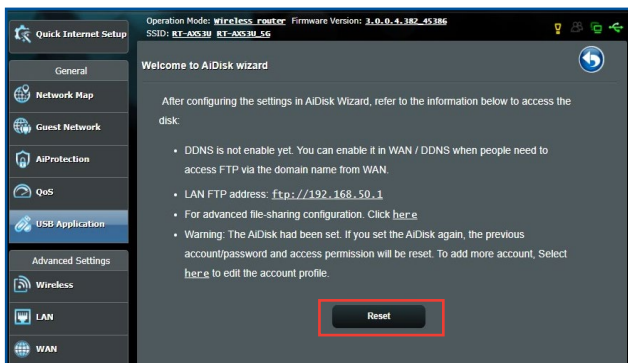 Operation Mode: Wireless router Firmware Version: 3.0.0.4.382_45386
SSID: RT-AX53U RT-AX53U_5G
Quick Internet Setup
General
Network Map
Guest Network
AiProtection
QoS
USB Application
Advanced Settings
Wireless
LAN
WAN
Welcome to AiDisk wizard
After configuring the settings in AiDisk Wizard, refer to the information below to access the
disk:
• DDNS is not enable yet. You can enable it in WAN / DDNS when people need to
access FTP via the domain name from WAN.
• LAN FTP address: ftp://192.168.50.1
• For advanced file-sharing configuration. Click here
• Warning: The AiDisk had been set. If you set the AiDisk again, the previous
account/password and access permission will be reset. To add more account, Select
here to edit the account profile.
Reset